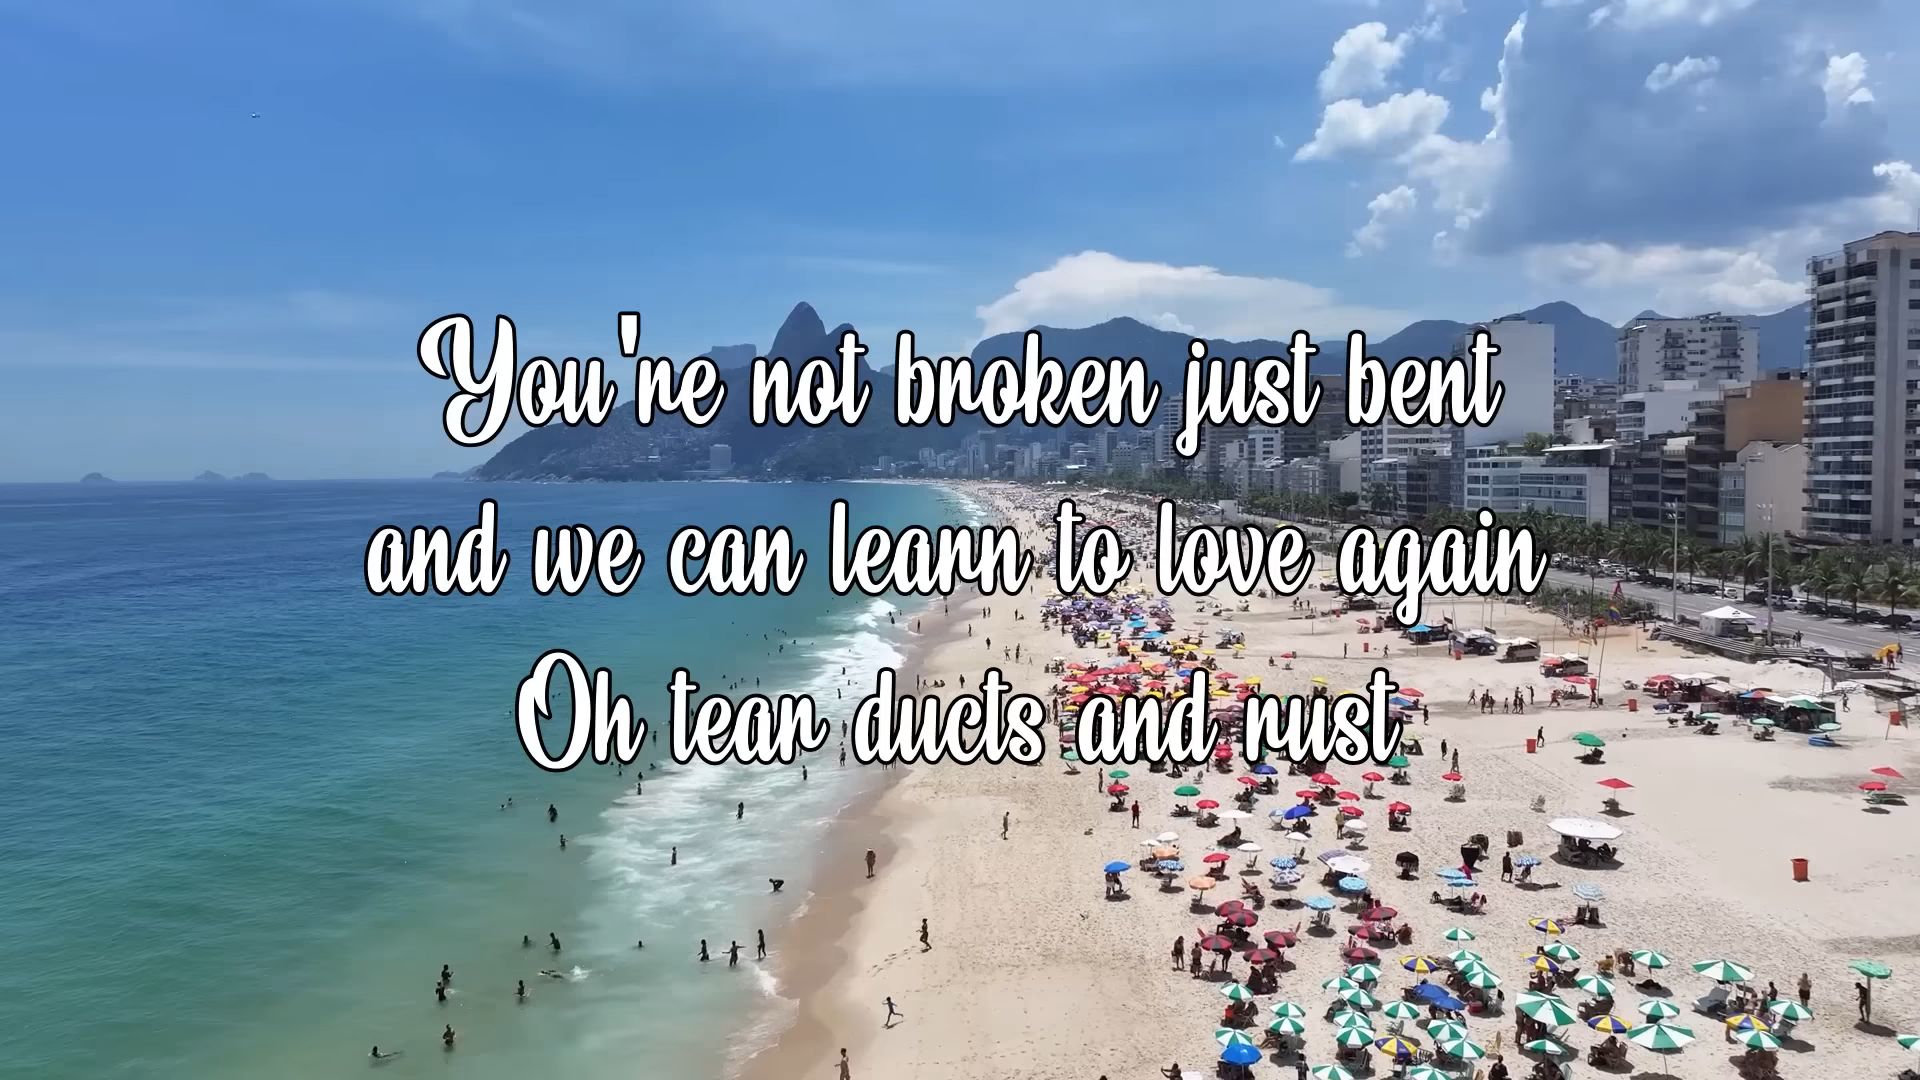 You're not broken just bent
and we can learn to love again
Oh tear ducts and rust